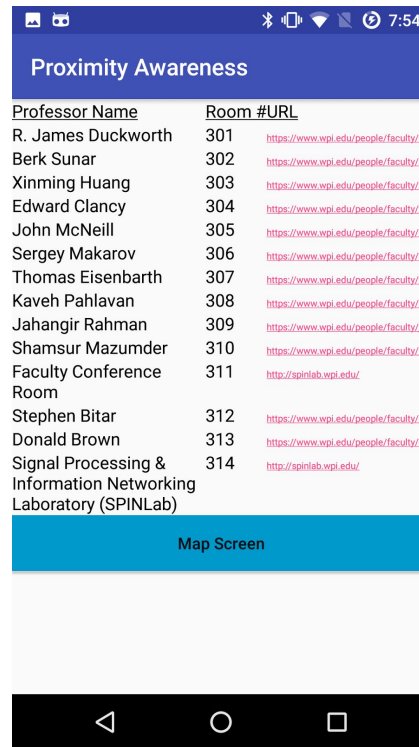 7:54
Proximity Awareness
Professor Name Room #URL
R. James Duckworth 301 https://www.wpi.edu/people/faculty/
Berk Sunar 302 https://www.wpi.edu/people/faculty/
Xinming Huang 303 https://www.wpi.edu/people/faculty/
Edward Clancy 304 https://www.wpi.edu/people/faculty/
John McNeill 305 https://www.wpi.edu/people/faculty/
Sergey Makarov 306 https://www.wpi.edu/people/faculty/
Thomas Eisenbarth 307 https://www.wpi.edu/people/faculty/
Kaveh Pahlavan 308 https://www.wpi.edu/people/faculty/
Jahangir Rahman 309 https://www.wpi.edu/people/faculty/
Shamsur Mazumder 310 https://www.wpi.edu/people/faculty/
Faculty Conference 311 http://spinlab.wpi.edu/
Room
Stephen Bitar 312 https://www.wpi.edu/people/faculty/
Donald Brown 313 https://www.wpi.edu/people/faculty/
Signal Processing & 314 http://spinlab.wpi.edu/
Information Networking
Laboratory (SPINLab)
Map Screen